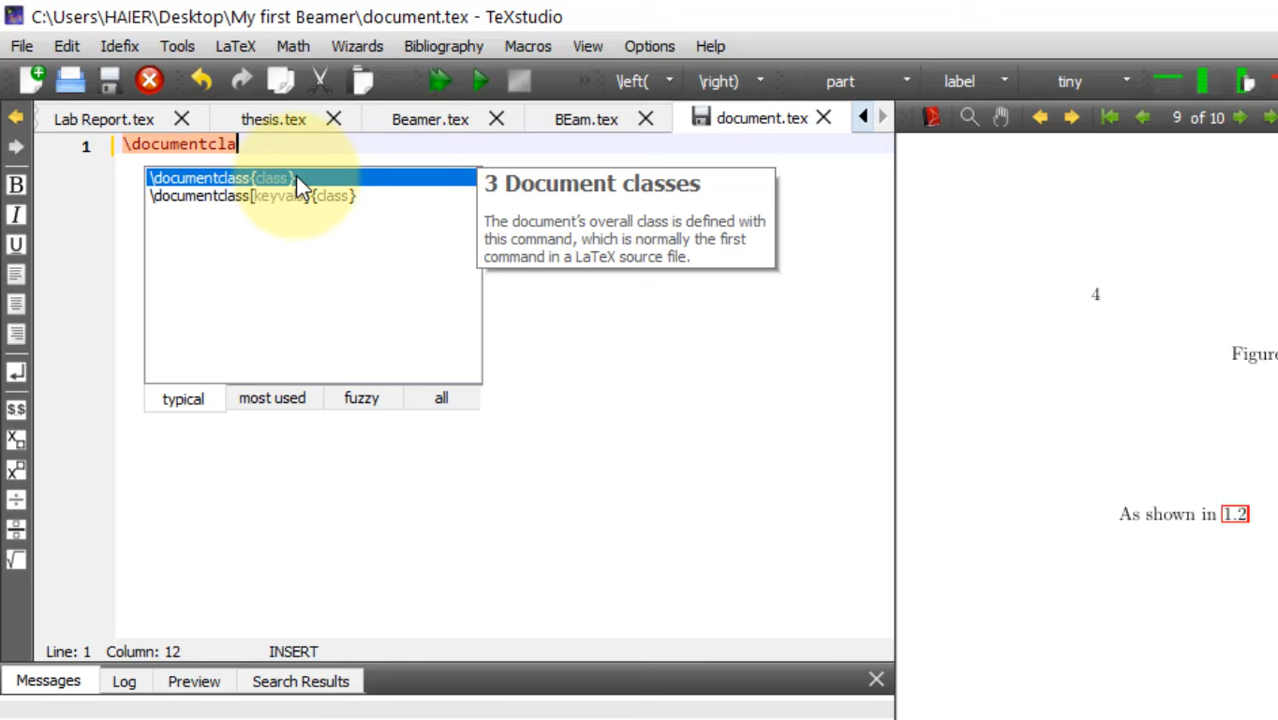 C:\Users\HAIER\Desktop\My first Beamer\document.tex - TeXstudio
File Edit Idefix Tools LaTeX Math Wizards Bibliography Macros View Options Help
\left( \right) part label tiny
Lab Report.tex thesis.tex Beamer.tex BEam.tex document.tex 9 of 10
1 \documentcla
\documentclass{class}
\documentclass[keyvals]{class}
3 Document classes
The document's overall class is defined with
this command, which is normally the first
command in a LaTeX source file.
typical most used fuzzy all
4
Figure
As shown in 1.2
B
I
U
$$
Line: 1 Column: 12 INSERT
Messages Log Preview Search Results